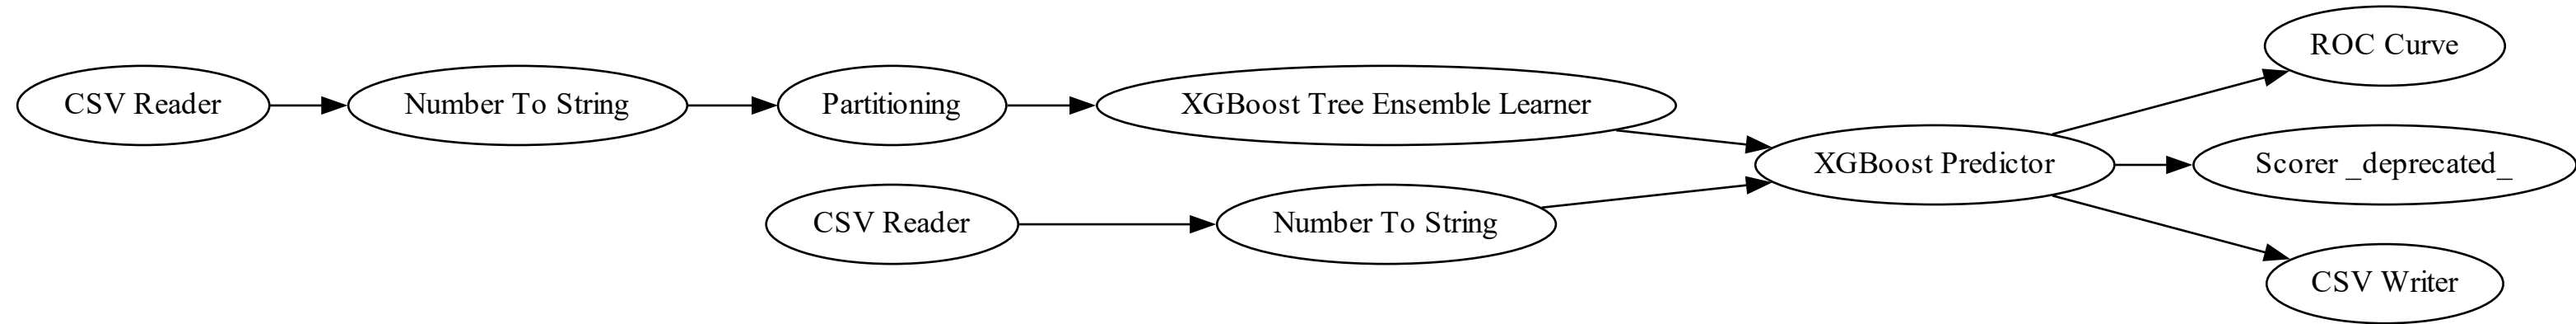 CSV Reader
Number To String
Partitioning
XGBoost Tree Ensemble Learner
CSV Reader
Number To String
XGBoost Predictor
ROC Curve
Scorer _deprecated_
CSV Writer